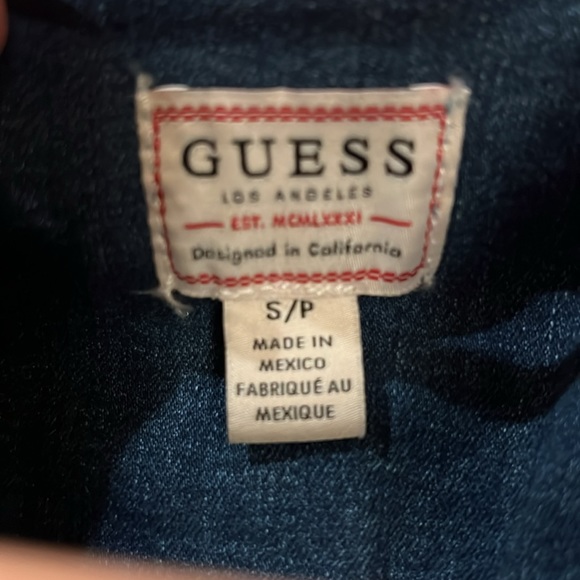 GUESS
LOS ANGELES
EST. MCMLXXXI
Designed in California
S/P
MADE IN
MEXICO
FABRIQUÉ AU
MEXIQUE